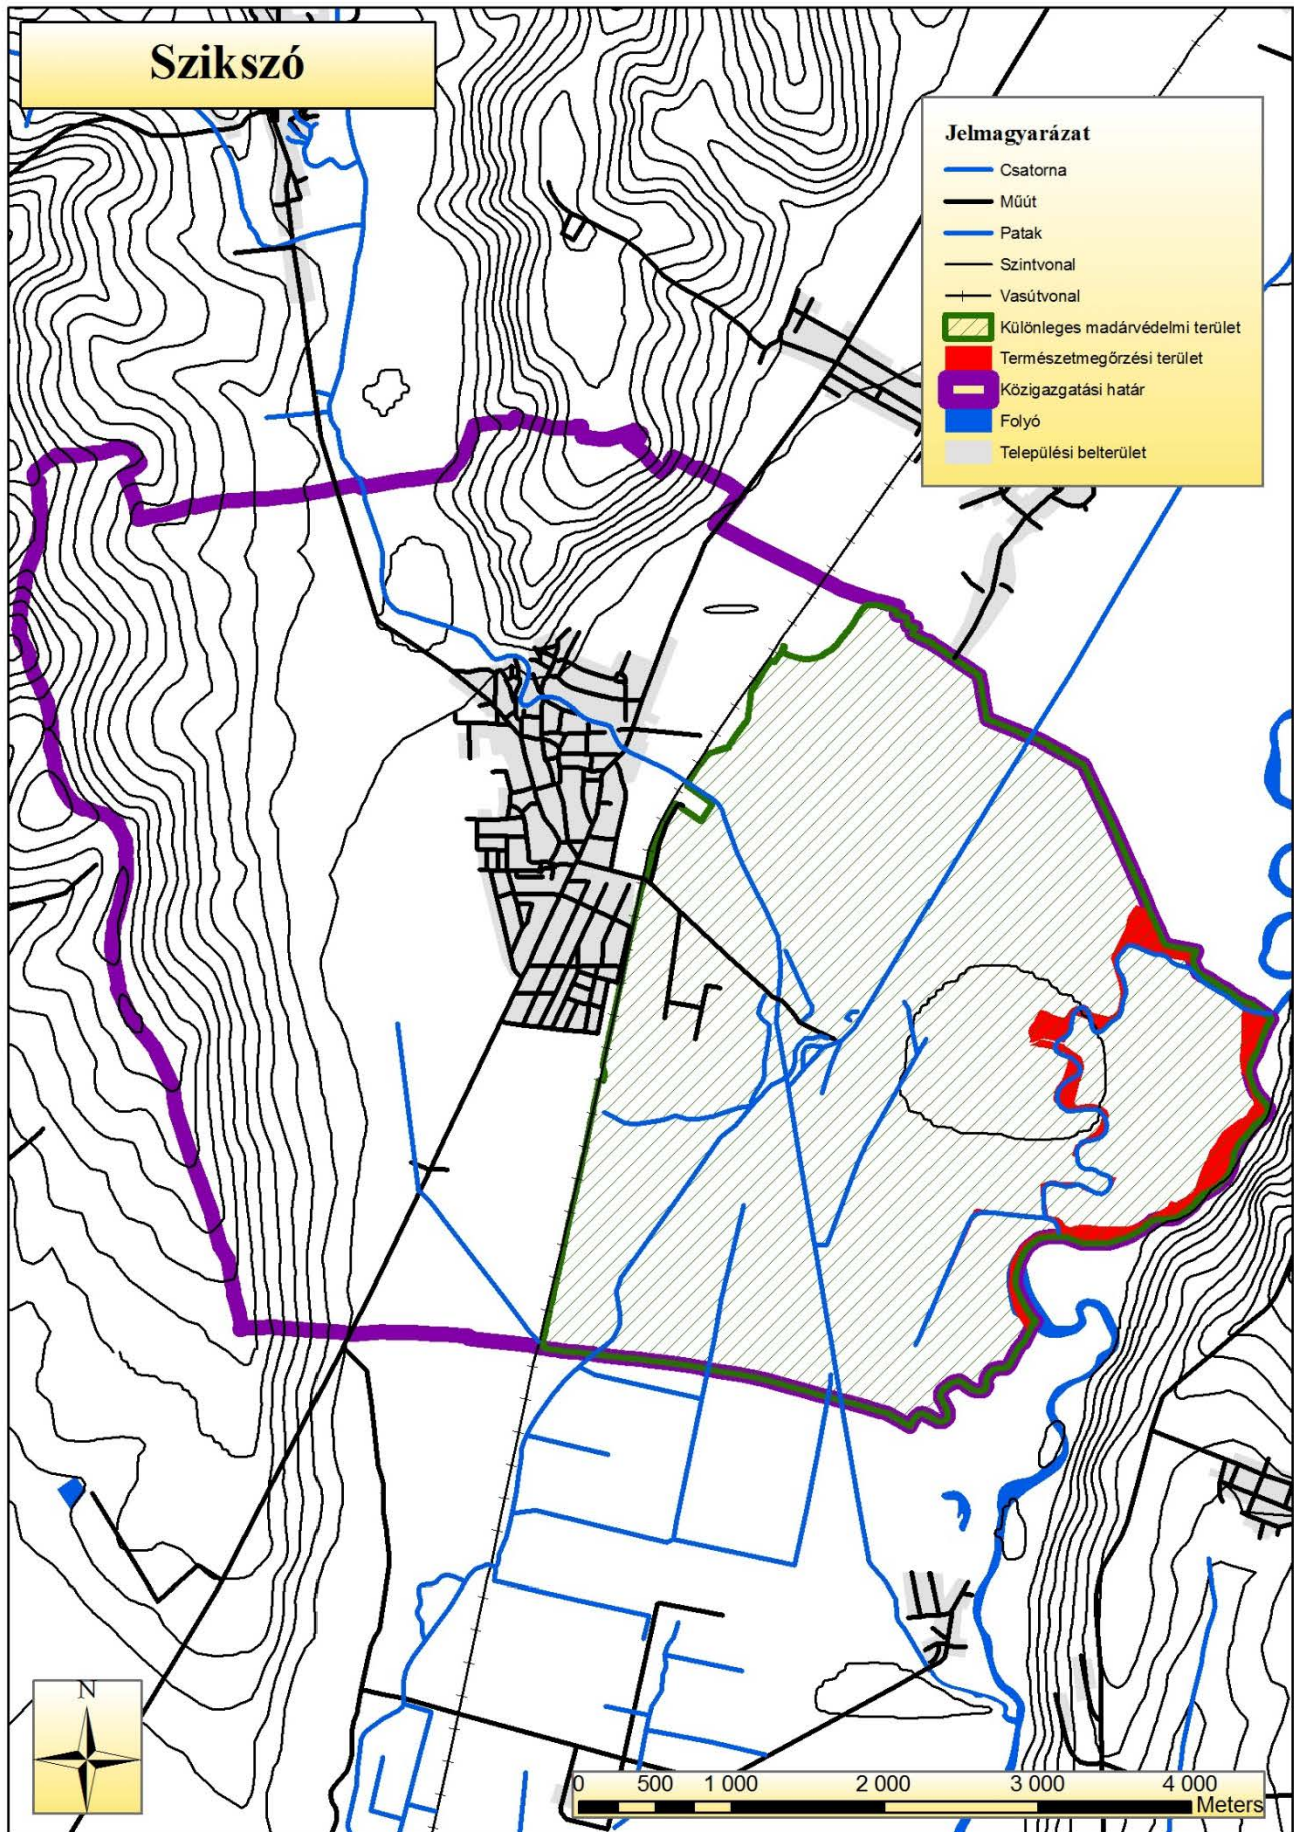 Szikszó
Jelmagyarázat
Csatorna
Műút
Patak
Szintvonal
Vasútvonal
Különleges madárvédelmi terület
Természetmegőrzési terület
Közigazgatási határ
Folyó
Települési belterület
N
0 500 1 000 2 000 3 000 4 000
Meters